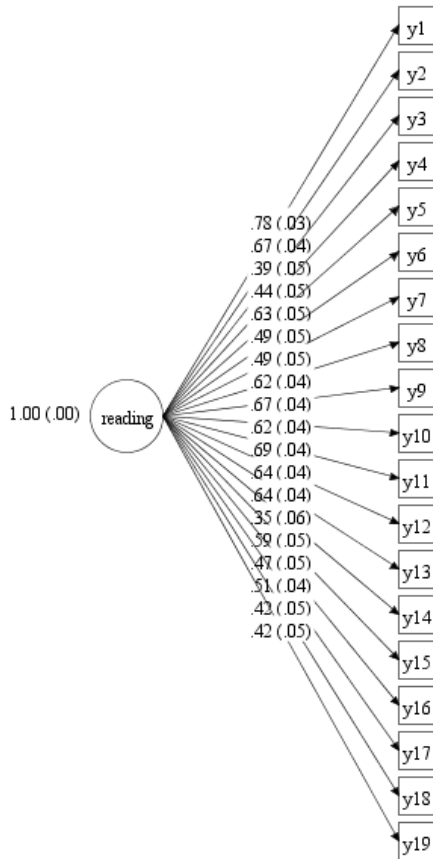 y1
y2
y3
y4
y5
y6
y7
y8
y9
y10
y11
y12
y13
y14
y15
y16
y17
y18
y19
.78 (.03)
.67 (.04)
.39 (.05)
.44 (.05)
.63 (.05)
.49 (.05)
.49 (.05)
.62 (.04)
.67 (.04)
.62 (.04)
.69 (.04)
.64 (.04)
.64 (.04)
.35 (.06)
.59 (.05)
.47 (.05)
.51 (.04)
.42 (.05)
.42 (.05)
1.00 (.00)
reading